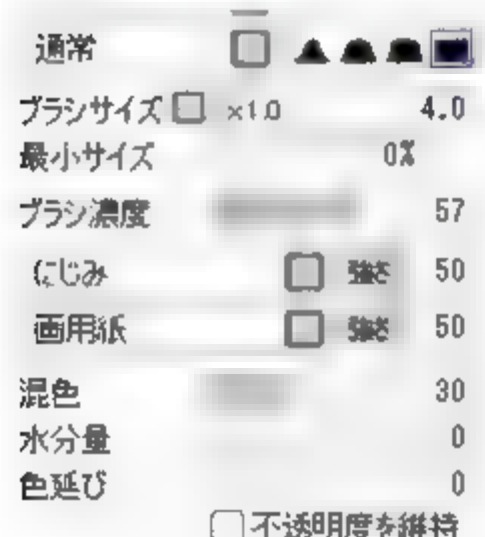 通常
ブラシサイズ ×1.0 4.0
最小サイズ 0%
ブラシ濃度 57
にじみ 強さ 50
画用紙 強さ 50
混色 30
水分量 0
色延び 0
不透明度を維持